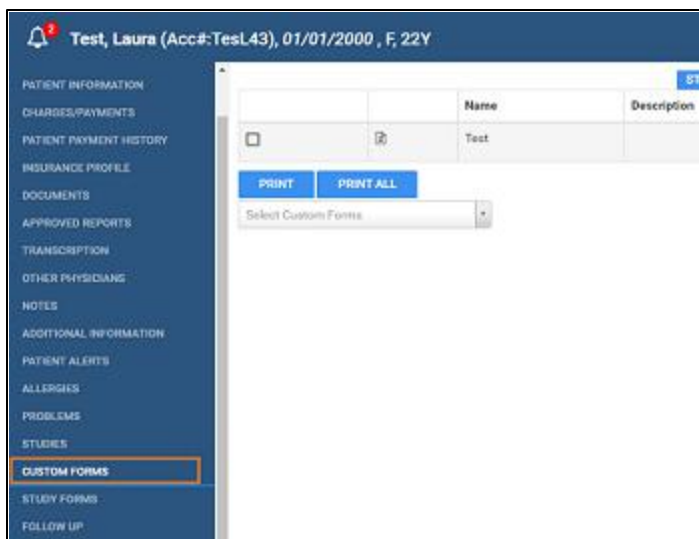 2
Test, Laura (Acc#:TesL43), 01/01/2000 , F, 22Y
PATIENT INFORMATION
CHARGES/PAYMENTS
PATIENT PAYMENT HISTORY
INSURANCE PROFILE
DOCUMENTS
APPROVED REPORTS
TRANSCRIPTION
OTHER PHYSICIANS
NOTES
ADDITIONAL INFORMATION
PATIENT ALERTS
ALLERGIES
PROBLEMS
STUDIES
CUSTOM FORMS
STUDY FORMS
FOLLOW UP
ST
Name Description
Test
PRINT PRINT ALL
Select Custom Forms